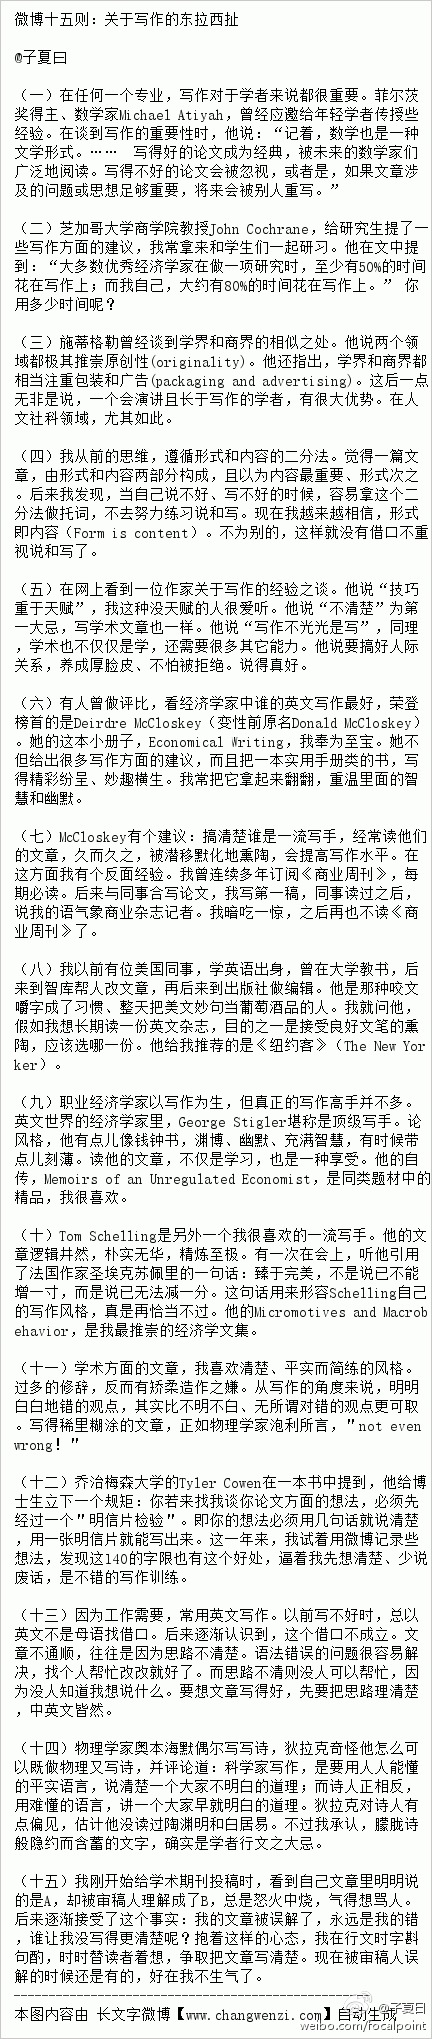 微博十五则：关于写作的东拉西扯
@子夏曰
（一）在任何一个专业，写作对于学者来说都很重要。菲尔茨
奖得主、数学家Michael Atiyah，曾经应邀给年轻学者传授些
经验。在谈到写作的重要性时，他说：“记着，数学也是一种
文学形式。…… 写得好的论文成为经典，被未来的数学家们
广泛地阅读。写得不好的论文会被忽视，或者是，如果文章涉
及的问题或思想足够重要，将来会被别人重写。”
（二）芝加哥大学商学院教授John Cochrane，给研究生提了一
些写作方面的建议，我常拿来和学生们一起研习。他在文中提
到：“大多数优秀经济学家在做一项研究时，至少有50%的时间
花在写作上；而我自己，大约有80%的时间花在写作上。” 你
用多少时间呢？
（三）施蒂格勒曾经谈到学界和商界的相似之处。他说两个领
域都极其推崇原创性(originality)。他还指出，学界和商界都
相当注重包装和广告(packaging and advertising)。这后一点
无非是说，一个会演讲且长于写作的学者，有很大优势。在人
文社科领域，尤其如此。
（四）我从前的思维，遵循形式和内容的二分法。觉得一篇文
章，由形式和内容两部分构成，且以为内容最重要、形式次之
。后来我发现，当自己说不好、写不好的时候，容易拿这个二
分法做托词，不去努力练习说和写。现在我越来越相信，形式
即内容（Form is content）。不为别的，这样就没有借口不重
视说和写了。
（五）在网上看到一位作家关于写作的经验之谈。他说“技巧
重于天赋”，我这种没天赋的人很爱听。他说“不清楚”为第
一大忌，写学术文章也一样。他说“写作不光光是写”，同理
，学术也不仅仅是学，还需要很多其它能力。他说要搞好人际
关系，养成厚脸皮、不怕被拒绝。说得真好。
（六）有人曾做评比，看经济学家中谁的英文写作最好，荣登
榜首的是Deirdre McCloskey（变性前原名Donald McCloskey）
。她的这本小册子，Economical Writing，我奉为至宝。她不
但给出很多写作方面的建议，而且把一本实用手册类的书，写
得精彩纷呈、妙趣横生。我常把它拿起来翻翻，重温里面的智
慧和幽默。
（七）McCloskey有个建议：搞清楚谁是一流写手，经常读他们
的文章，久而久之，被潜移默化地熏陶，会提高写作水平。在
这方面我有个反面经验。我曾连续多年订阅《商业周刊》，每
期必读。后来与同事合写论文，我写第一稿，同事读过之后，
说我的语气象商业杂志记者。我暗吃一惊，之后再也不读《商
业周刊》了。
（八）我以前有位美国同事，学英语出身，曾在大学教书，后
来到智库帮人改文章，再后来到出版社做编辑。他是那种咬文
嚼字成了习惯、整天把美文妙句当葡萄酒品的人。我就问他，
假如我想长期读一份英文杂志，目的之一是接受良好文笔的熏
陶，应该选哪一份。他给我推荐的是《纽约客》（The New Yor
ker）。
（九）职业经济学家以写作为生，但真正的写作高手并不多。
英文世界的经济学家里，George Stigler堪称是顶级写手。论
风格，他有点儿像钱钟书，渊博、幽默、充满智慧，有时候带
点儿刻薄。读他的文章，不仅是学习，也是一种享受。他的自
传，Memoirs of an Unregulated Economist，是同类题材中的
精品，我很喜欢。
（十）Tom Schelling是另外一个我很喜欢的一流写手。他的文
章逻辑井然，朴实无华，精炼至极。有一次在会上，听他引用
了法国作家圣埃克苏佩里的一句话：臻于完美，不是说已不能
增一寸，而是说已无法减一分。这句话用来形容Schelling自己
的写作风格，真是再恰当不过。他的Micromotives and Macrob
ehavior，是我最推崇的经济学文集。
（十一）学术方面的文章，我喜欢清楚、平实而简练的风格。
过多的修辞，反而有矫柔造作之嫌。从写作的角度来说，明明
白白地错的观点，其实比不明不白、无所谓对错的观点更可取
。写得稀里糊涂的文章，正如物理学家泡利所言，"not even
wrong！"
（十二）乔治梅森大学的Tyler Cowen在一本书中提到，他给博
士生立下一个规矩：你若来找我谈你论文方面的想法，必须先
经过一个"明信片检验"。即你的想法必须用几句话就说清楚
，用一张明信片就能写出来。这一年来，我试着用微博记录些
想法，发现这140的字限也有这个好处，逼着我先想清楚、少说
废话，是不错的写作训练。
（十三）因为工作需要，常用英文写作。以前写不好时，总以
英文不是母语找借口。后来逐渐认识到，这个借口不成立。文
章不通顺，往往是因为思路不清楚。语法错误的问题很容易解
决，找个人帮忙改改就好了。而思路不清则没人可以帮忙，因
为没人知道我想说什么。要想文章写得好，先要把思路理清楚
，中英文皆然。
（十四）物理学家奥本海默偶尔写写诗，狄拉克奇怪他怎么可
以既做物理又写诗，并评论道：科学家写作，是要用人人能懂
的平实语言，说清楚一个大家不明白的道理；而诗人正相反，
用难懂的语言，讲一个大家早就明白的道理。狄拉克对诗人有
点偏见，估计他没读过陶渊明和白居易。不过我承认，朦胧诗
般隐约而含蓄的文字，确实是学者行文之大忌。
（十五）我刚开始给学术期刊投稿时，看到自己文章里明明说
的是A，却被审稿人理解成了B，总是怒火中烧，气得想骂人。
后来逐渐接受了这个事实：我的文章被误解了，永远是我的错
，谁让我没写得更清楚呢？抱着这样的心态，我在行文时字斟
句酌，时时替读者着想，争取把文章写清楚。现在被审稿人误
解的时候还是有的，好在我不生气了。
本图内容由 长文字微博【www.changwenzi.com】自动生成
@子夏曰
weibo.com/focalpoint